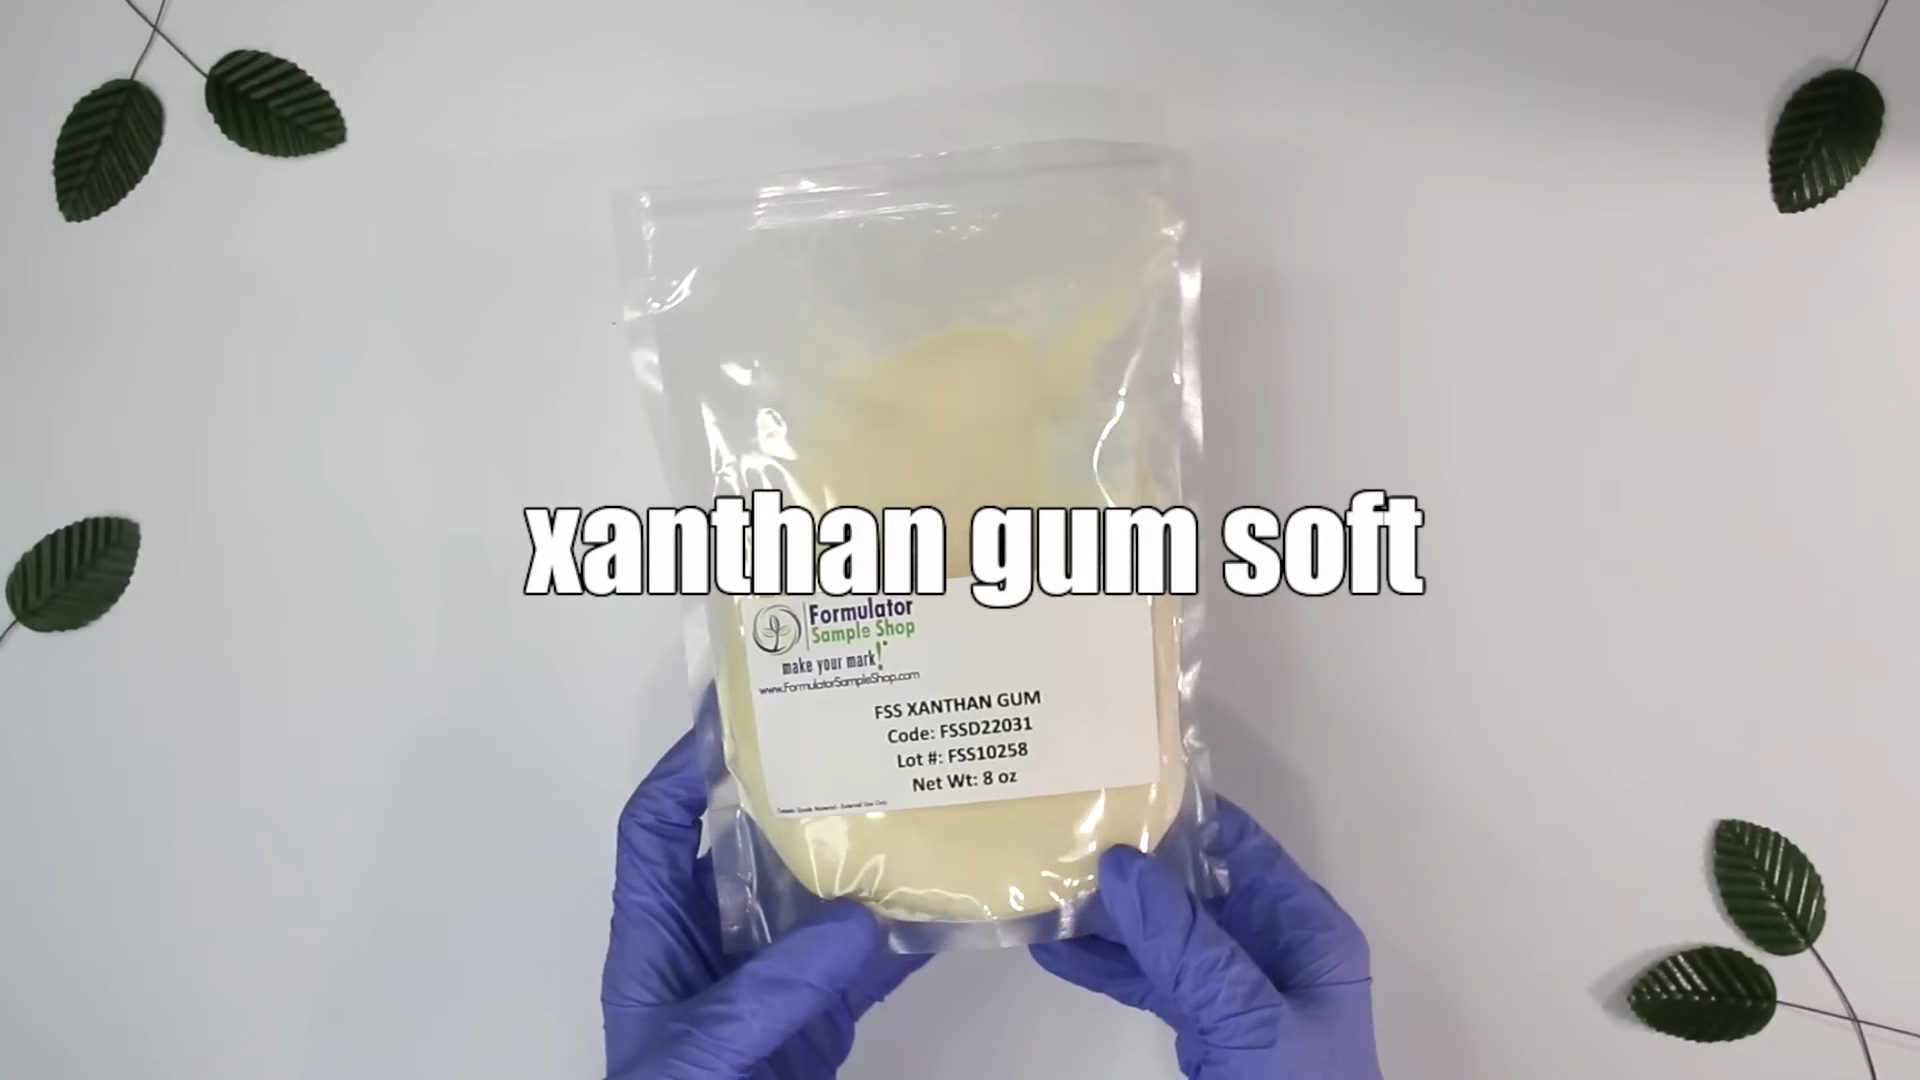 xanthan gum soft
Formulator
Sample Shop
make your mark!
www.FormulatorSampleShop.com
FSS XANTHAN GUM
Code: FSSD22031
Lot #: FSS10258
Net Wt: 8 oz